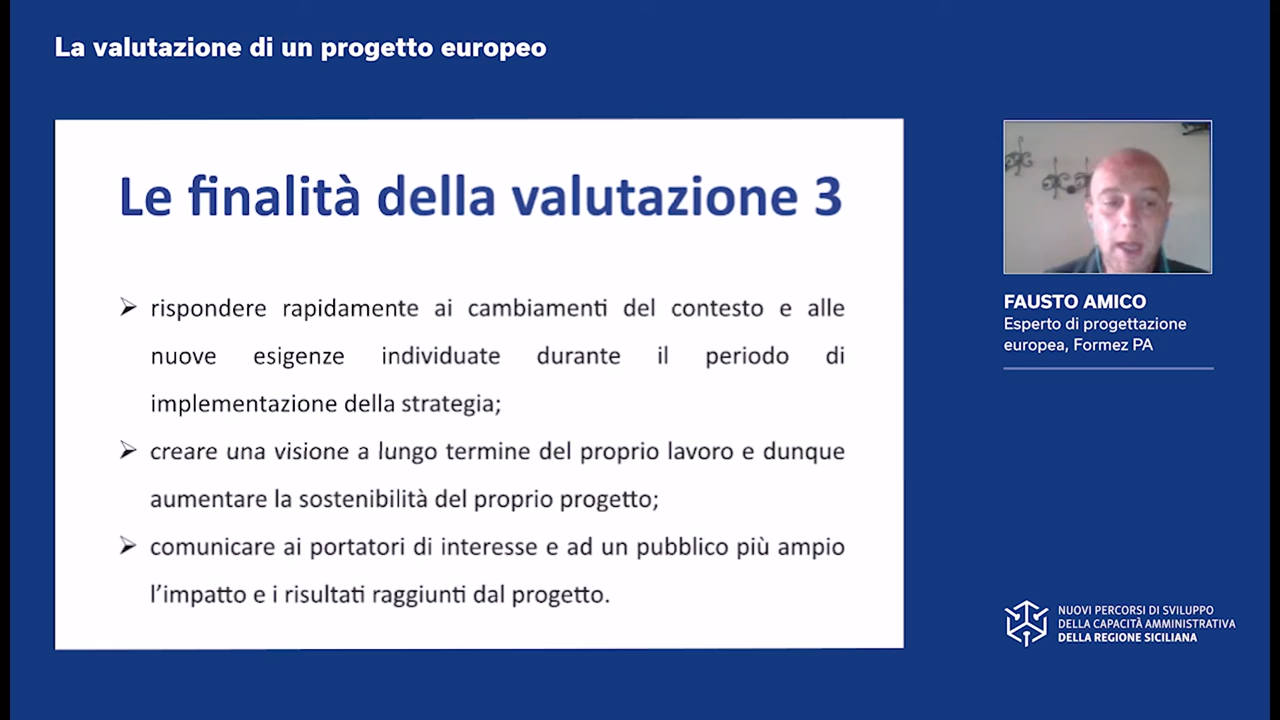 La valutazione di un progetto europeo
Le finalità della valutazione 3
rispondere rapidamente ai cambiamenti del contesto e alle
nuove esigenze individuate durante il periodo di
implementazione della strategia;
creare una visione a lungo termine del proprio lavoro e dunque
aumentare la sostenibilità del proprio progetto;
comunicare ai portatori di interesse e ad un pubblico più ampio
l’impatto e i risultati raggiunti dal progetto.
FAUSTO AMICO
Esperto di progettazione
europea, Formez PA
NUOVI PERCORSI DI SVILUPPO
DELLA CAPACITÀ AMMINISTRATIVA
DELLA REGIONE SICILIANA